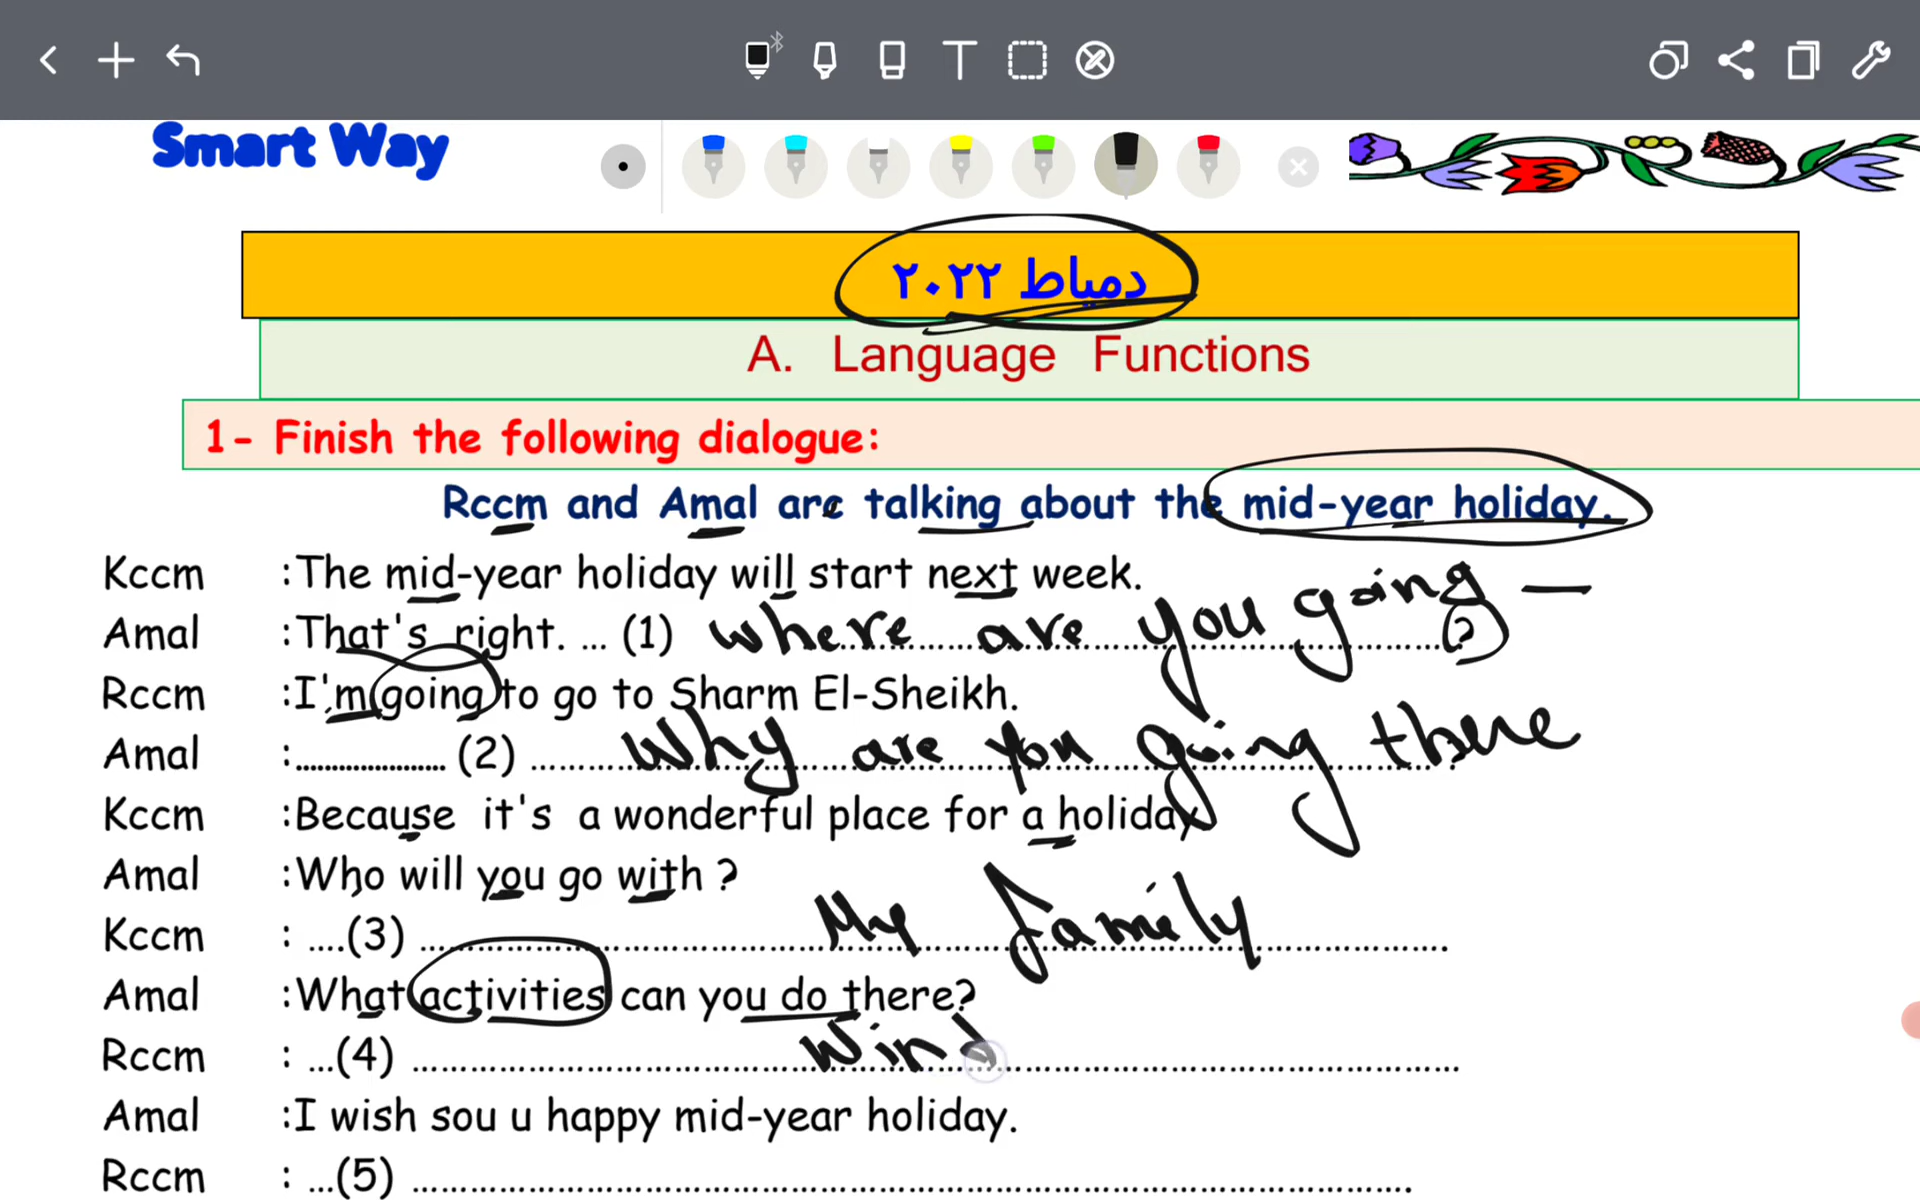 Smart Way
دمياط ٢٠٢٢
A. Language Functions
1- Finish the following dialogue:
Rccm and Amal are talking about the mid-year holiday.
Kccm :The mid-year holiday will start next week.
Amal :That's right. ... (1) where are you going — ?
Rccm :I'm going to go to Sharm El-Sheikh.
Amal :..................... (2) Why are you going there ?
Kccm :Because it's a wonderful place for a holiday
Amal :Who will you go with ?
Kccm : ....(3) My family
Amal :What activities can you do there?
Rccm : ...(4) Wind
Amal :I wish sou u happy mid-year holiday.
Rccm : ...(5) ....................